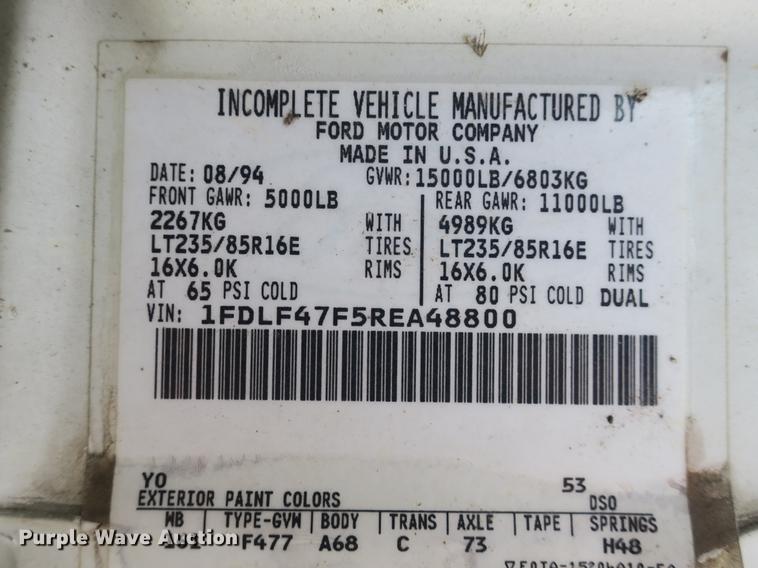 INCOMPLETE VEHICLE MANUFACTURED BY
FORD MOTOR COMPANY
MADE IN U.S.A.
DATE: 08/94 GVWR: 15000LB/6803KG
FRONT GAWR: 5000LB REAR GAWR: 11000LB
2267KG WITH 4989KG WITH
LT235/85R16E TIRES LT235/85R16E TIRES
16X6.0K RIMS 16X6.0K RIMS
AT 65 PSI COLD AT 80 PSI COLD DUAL
VIN: 1FDLF47F5REA48800
YO 53
EXTERIOR PAINT COLORS DSO
WB TYPE-GVW BODY TRANS AXLE TAPE SPRINGS
F477 A68 C 73 H48
Purple Wave Auction